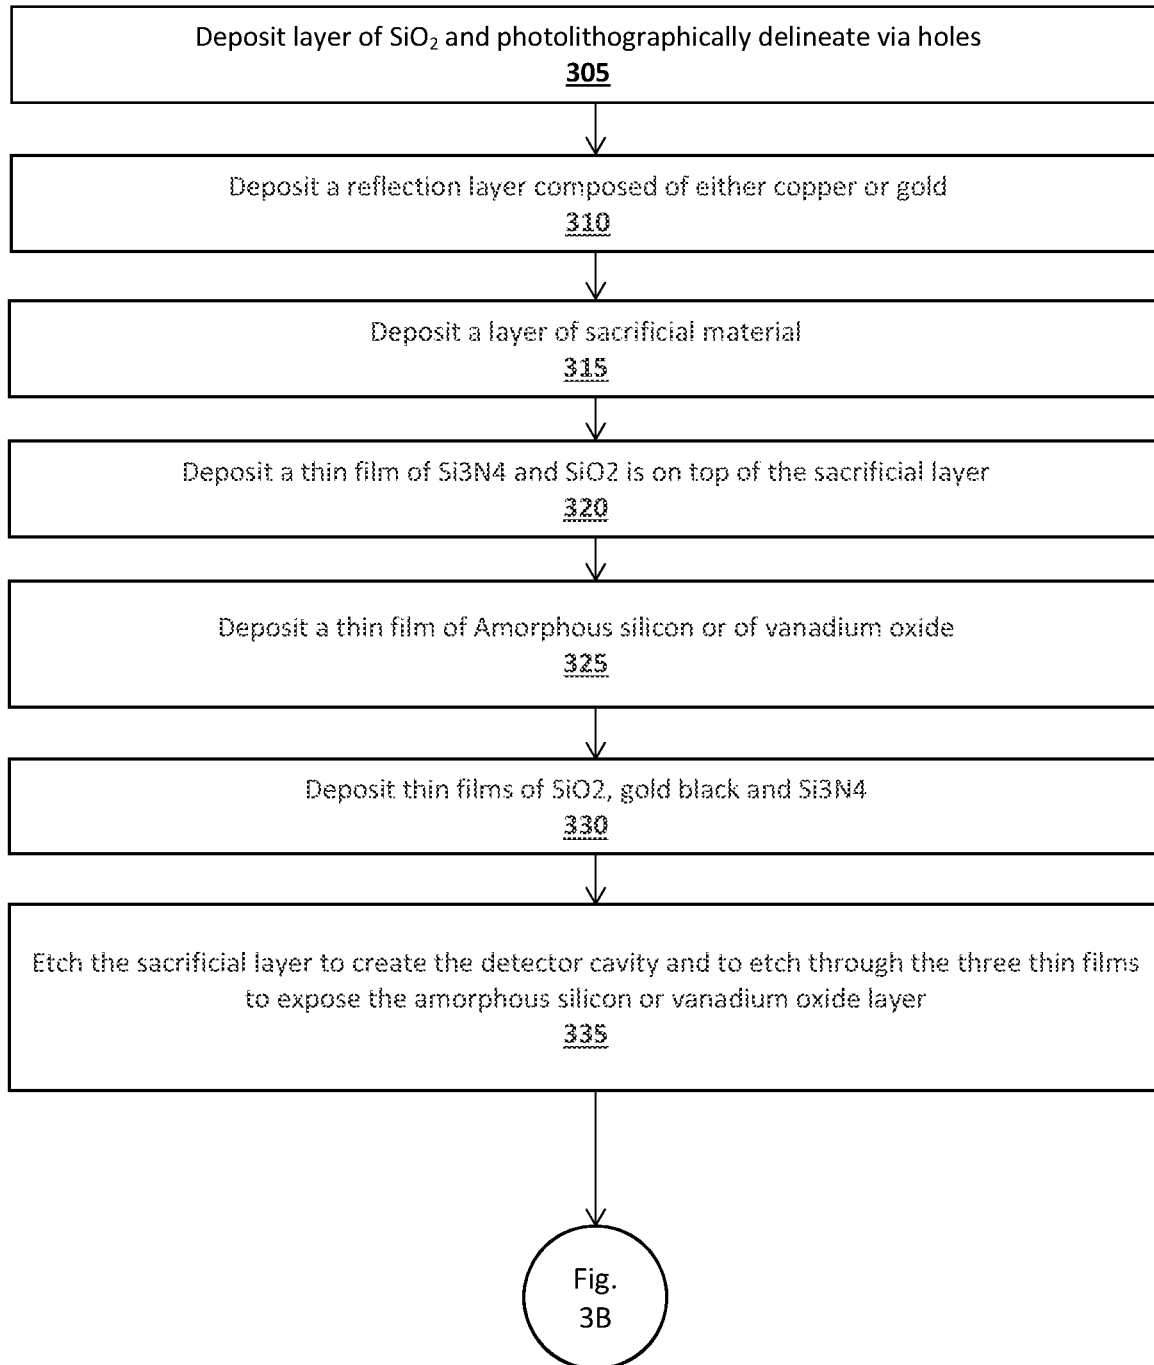 Deposit layer of SiO₂ and photolithographically delineate via holes
305
Deposit a reflection layer composed of either copper or gold
310
Deposit a layer of sacrificial material
315
Deposit a thin film of Si3N4 and SiO2 is on top of the sacrificial layer
320
Deposit a thin film of Amorphous silicon or of vanadium oxide
325
Deposit thin films of SiO2, gold black and Si3N4
330
Etch the sacrificial layer to create the detector cavity and to etch through the three thin films
to expose the amorphous silicon or vanadium oxide layer
335
Fig.
3B